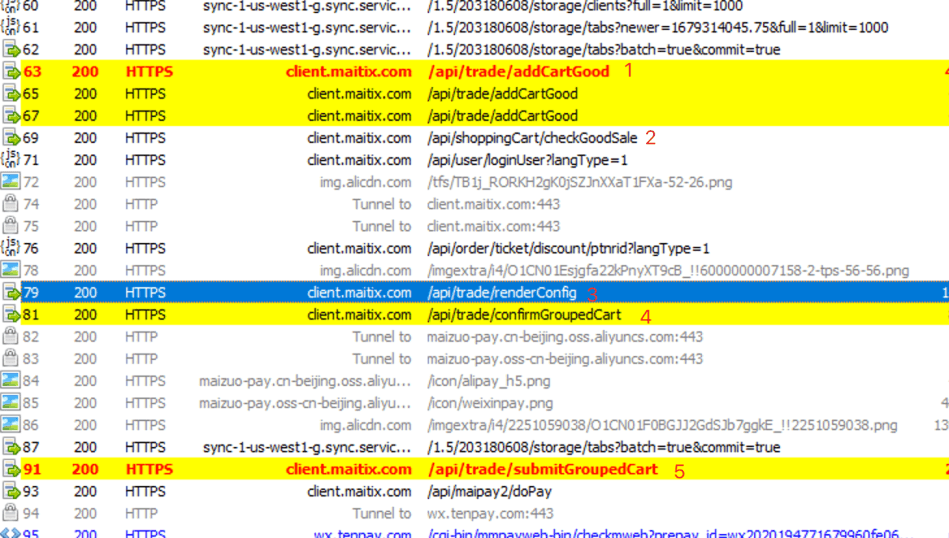 60 200 HTTPS sync-1-us-west1-g.sync.servic... /1.5/203180608/storage/clients?full=1&limit=1000
61 200 HTTPS sync-1-us-west1-g.sync.servic... /1.5/203180608/storage/tabs?newer=1679314045.75&full=1&limit=1000
62 200 HTTPS sync-1-us-west1-g.sync.servic... /1.5/203180608/storage/tabs?batch=true&commit=true
63 200 HTTPS client.maitix.com /api/trade/addCartGood 1 4
65 200 HTTPS client.maitix.com /api/trade/addCartGood
67 200 HTTPS client.maitix.com /api/trade/addCartGood
69 200 HTTPS client.maitix.com /api/shoppingCart/checkGoodSale 2
71 200 HTTPS client.maitix.com /api/user/loginUser?langType=1
72 200 HTTPS img.alicdn.com /tfs/TB1j_RORKH2gK0jSZJnXXaT1FXa-52-26.png
74 200 HTTP Tunnel to client.maitix.com:443
75 200 HTTP Tunnel to client.maitix.com:443
76 200 HTTPS client.maitix.com /api/order/ticket/discount/ptnrid?langType=1
78 200 HTTPS img.alicdn.com /imgextra/i4/O1CN01Esjgfa22kPnyXT9cB_!!6000000007158-2-tps-56-56.png
79 200 HTTPS client.maitix.com /api/trade/renderConfig 3 1
81 200 HTTPS client.maitix.com /api/trade/confirmGroupedCart 4
82 200 HTTP Tunnel to maizuo-pay.cn-beijing.oss.aliyuncs.com:443
83 200 HTTP Tunnel to maizuo-pay.oss-cn-beijing.aliyuncs.com:443
84 200 HTTPS maizuo-pay.cn-beijing.oss.aliyu... /icon/alipay_h5.png
85 200 HTTPS maizuo-pay.oss-cn-beijing.aliyu... /icon/weixinpay.png 4
86 200 HTTPS img.alicdn.com /imgextra/i4/2251059038/O1CN01F0BGJJ2GdSJb7ggkE_!!2251059038.png 13
87 200 HTTPS sync-1-us-west1-g.sync.servic... /1.5/203180608/storage/tabs?batch=true&commit=true
91 200 HTTPS client.maitix.com /api/trade/submitGroupedCart 5 2
93 200 HTTPS client.maitix.com /api/maipay2/doPay
94 200 HTTP Tunnel to wx.tenpay.com:443
95 200 HTTPS wx.tenpay.com /cgi-bin/mmpayweb-bin/checkmweb?prepay_id=wx2020194771679960fe06...